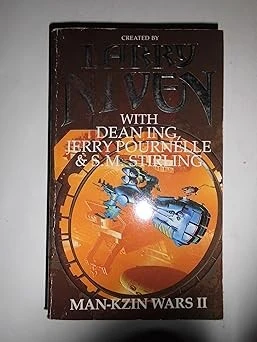 CREATED BY
LARRY
NIVEN
WITH
DEAN ING,
JERRY POURNELLE
& S.M. STIRLING
MAN-KZIN WARS II